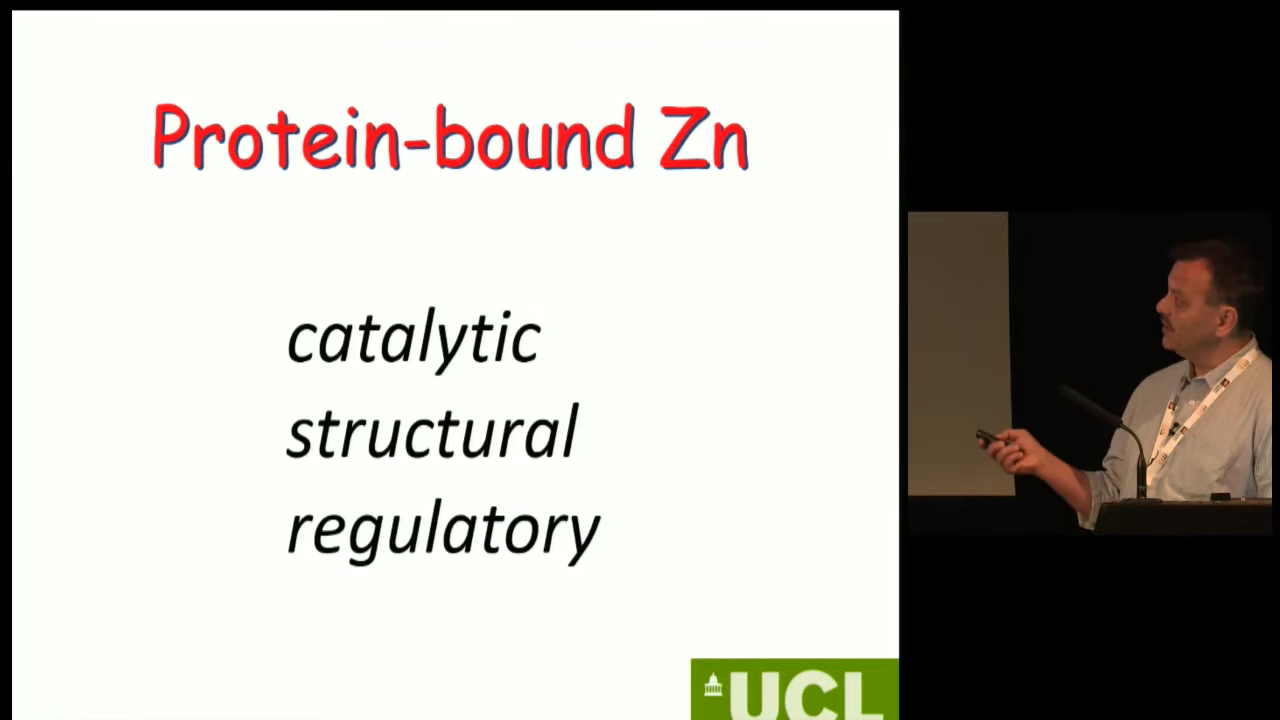 Protein-bound Zn
catalytic
structural
regulatory
UCL